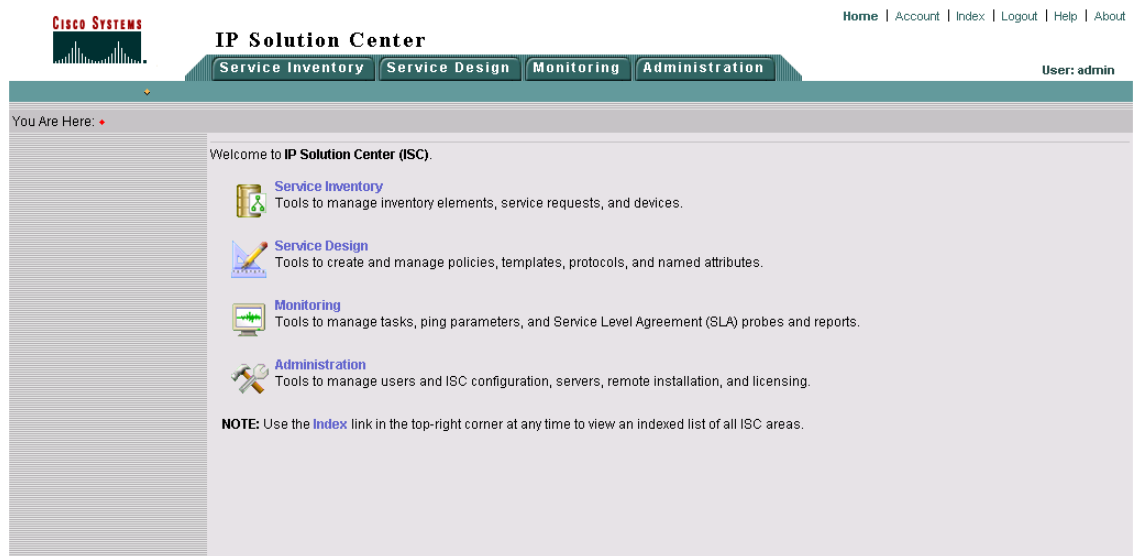 CISCO SYSTEMS
Home | Account | Index | Logout | Help | About
IP Solution Center
Service Inventory Service Design Monitoring Administration
User: admin
You Are Here:
Welcome to IP Solution Center (ISC).
Service Inventory
Tools to manage inventory elements, service requests, and devices.
Service Design
Tools to create and manage policies, templates, protocols, and named attributes.
Monitoring
Tools to manage tasks, ping parameters, and Service Level Agreement (SLA) probes and reports.
Administration
Tools to manage users and ISC configuration, servers, remote installation, and licensing.
NOTE: Use the Index link in the top-right corner at any time to view an indexed list of all ISC areas.